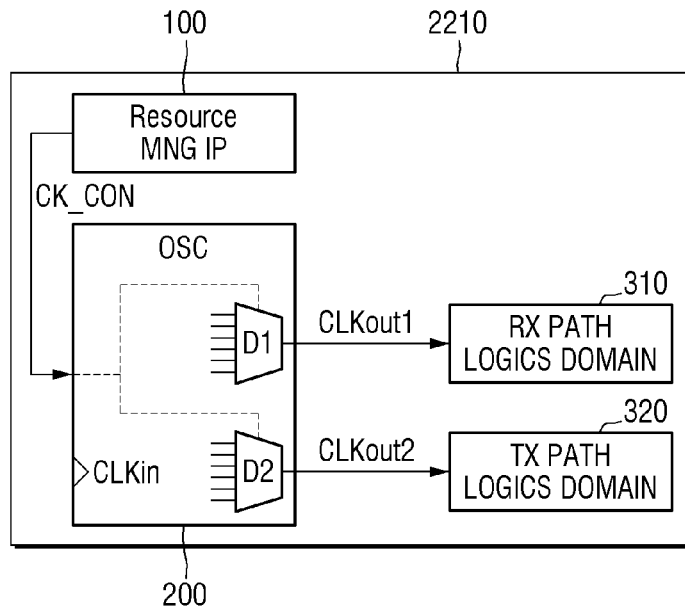 100
2210
Resource
MNG IP
CK_CON
OSC
D1
CLKout1
310
RX PATH
LOGICS DOMAIN
CLKin
D2
CLKout2
320
TX PATH
LOGICS DOMAIN
200